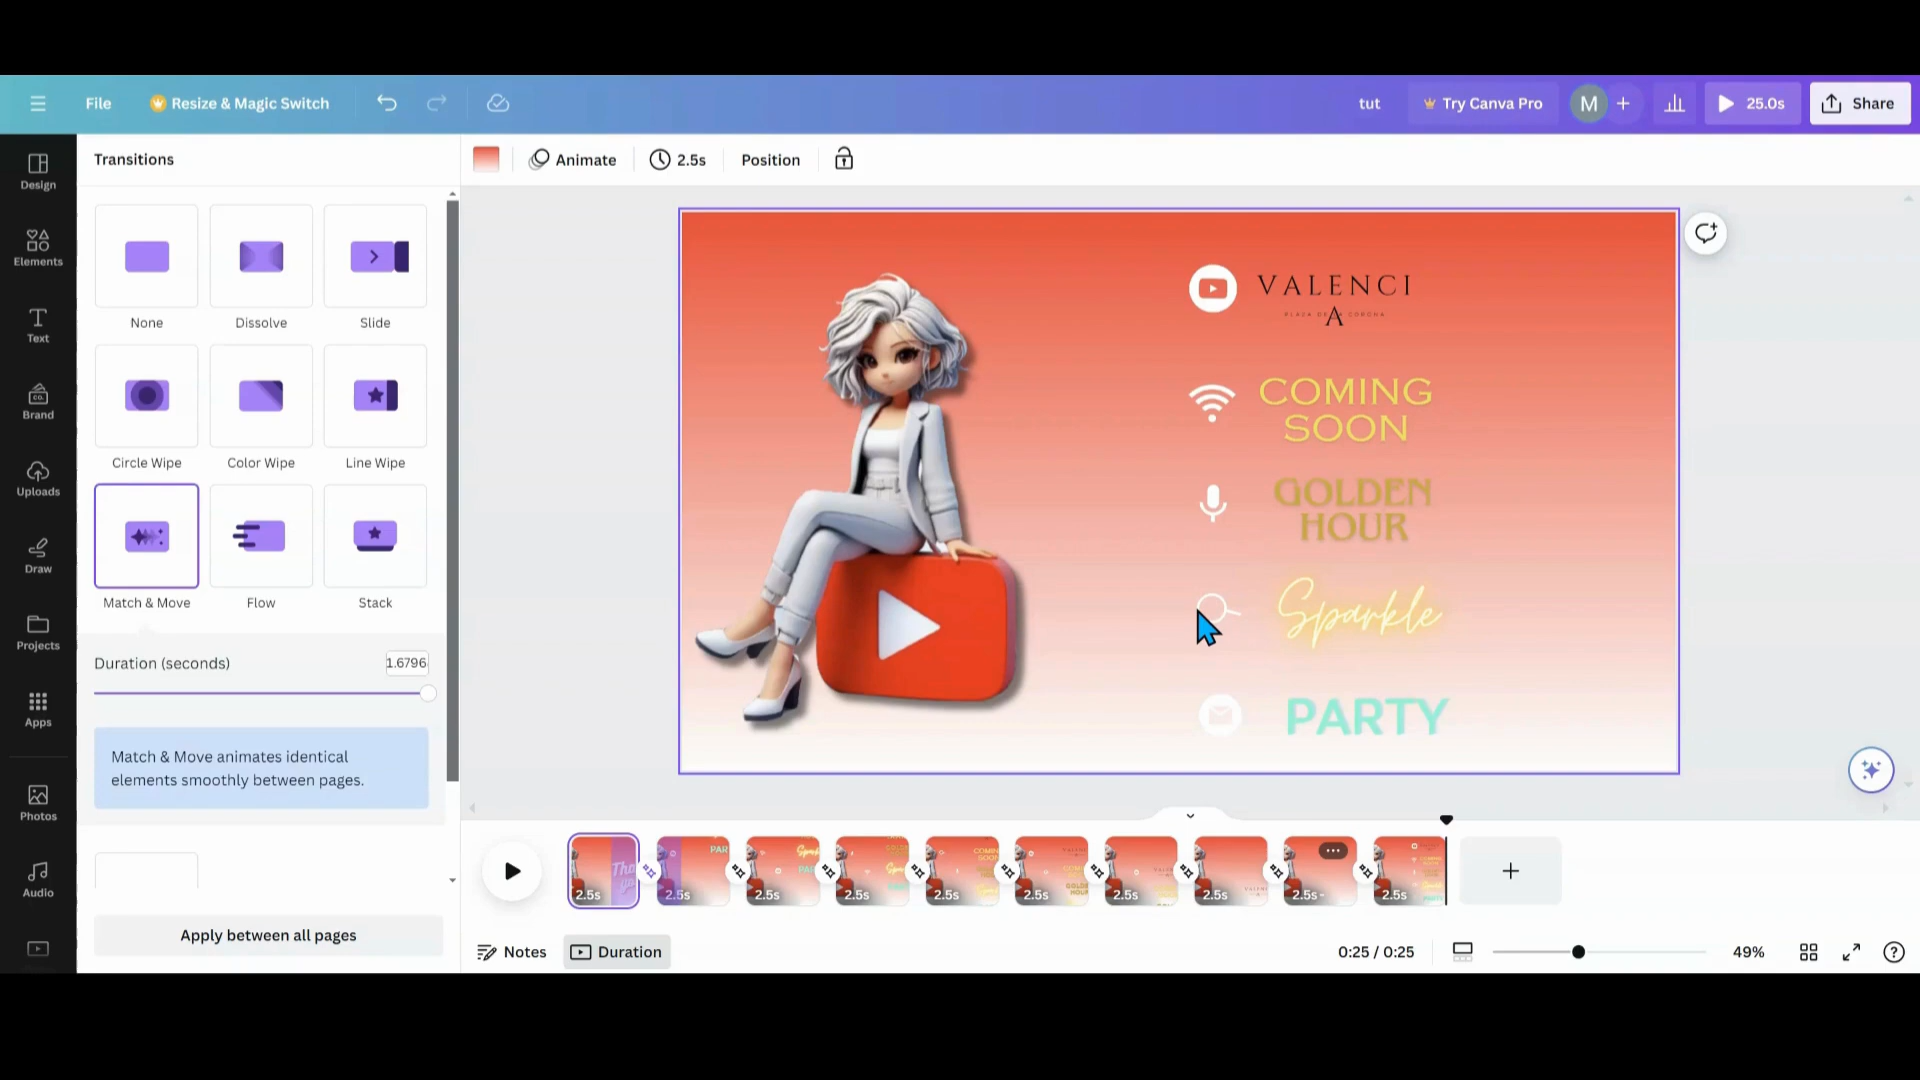 File
Resize & Magic Switch
tut
Try Canva Pro
M
25.0s
Share
Design
Elements
Text
CO.
Brand
Uploads
Draw
Projects
Apps
Photos
Audio
Transitions
None
Dissolve
Slide
Circle Wipe
Color Wipe
Line Wipe
Match & Move
Flow
Stack
Duration (seconds)
1.6796
Match & Move animates identical
elements smoothly between pages.
Apply between all pages
Animate
2.5s
Position
VALENCI
A
COMING
SOON
GOLDEN
HOUR
Sparkle
PARTY
2.5s
2.5s
2.5s
2.5s
2.5s
2.5s
2.5s
2.5s
2.5s
2.5s
Notes
Duration
0:25 / 0:25
49%